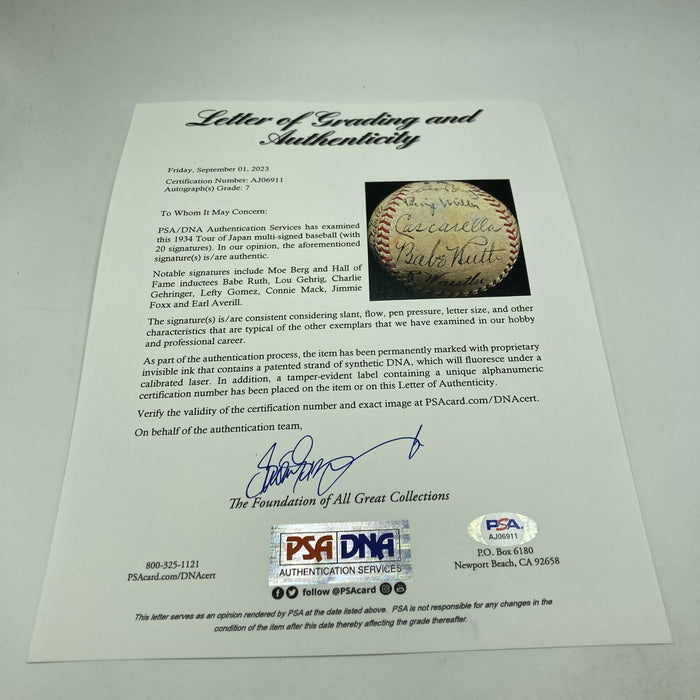 Letter of Grading and
Authenticity
Friday, September 01, 2023
Certification Number: AJ06911
Autograph(s) Grade: 7
To Whom It May Concern:
PSA/DNA Authentication Services has examined
this 1934 Tour of Japan multi-signed baseball (with
20 signatures). In our opinion, the aforementioned
signature(s) is/are authentic.
Notable signatures include Moe Berg and Hall of
Fame inductees Babe Ruth, Lou Gehrig, Charlie
Gehringer, Lefty Gomez, Connie Mack, Jimmie
Foxx and Earl Averill.
Bing Miller
Cascarella
Babe Ruth
The signature(s) is/are consistent considering slant, flow, pen pressure, letter size, and other
characteristics that are typical of the other exemplars that we have examined in our hobby
and professional career.
As part of the authentication process, the item has been permanently marked with proprietary
invisible ink that contains a patented strand of synthetic DNA, which will fluoresce under a
calibrated laser. In addition, a tamper-evident label containing a unique alphanumeric
certification number has been placed on the item or on this Letter of Authenticity.
Verify the validity of the certification number and exact image at PSAcard.com/DNAcert.
On behalf of the authentication team,
The Foundation of All Great Collections
800-325-1121
PSAcard.com/DNAcert
PSA DNA
AUTHENTICATION SERVICES
follow @PSAcard
PSA
AJ06911
P.O. Box 6180
Newport Beach, CA 92658
This letter serves as an opinion rendered by PSA at the date listed above. PSA is not responsible for any changes in the
condition of the item after this date thereby affecting the grade thereafter.